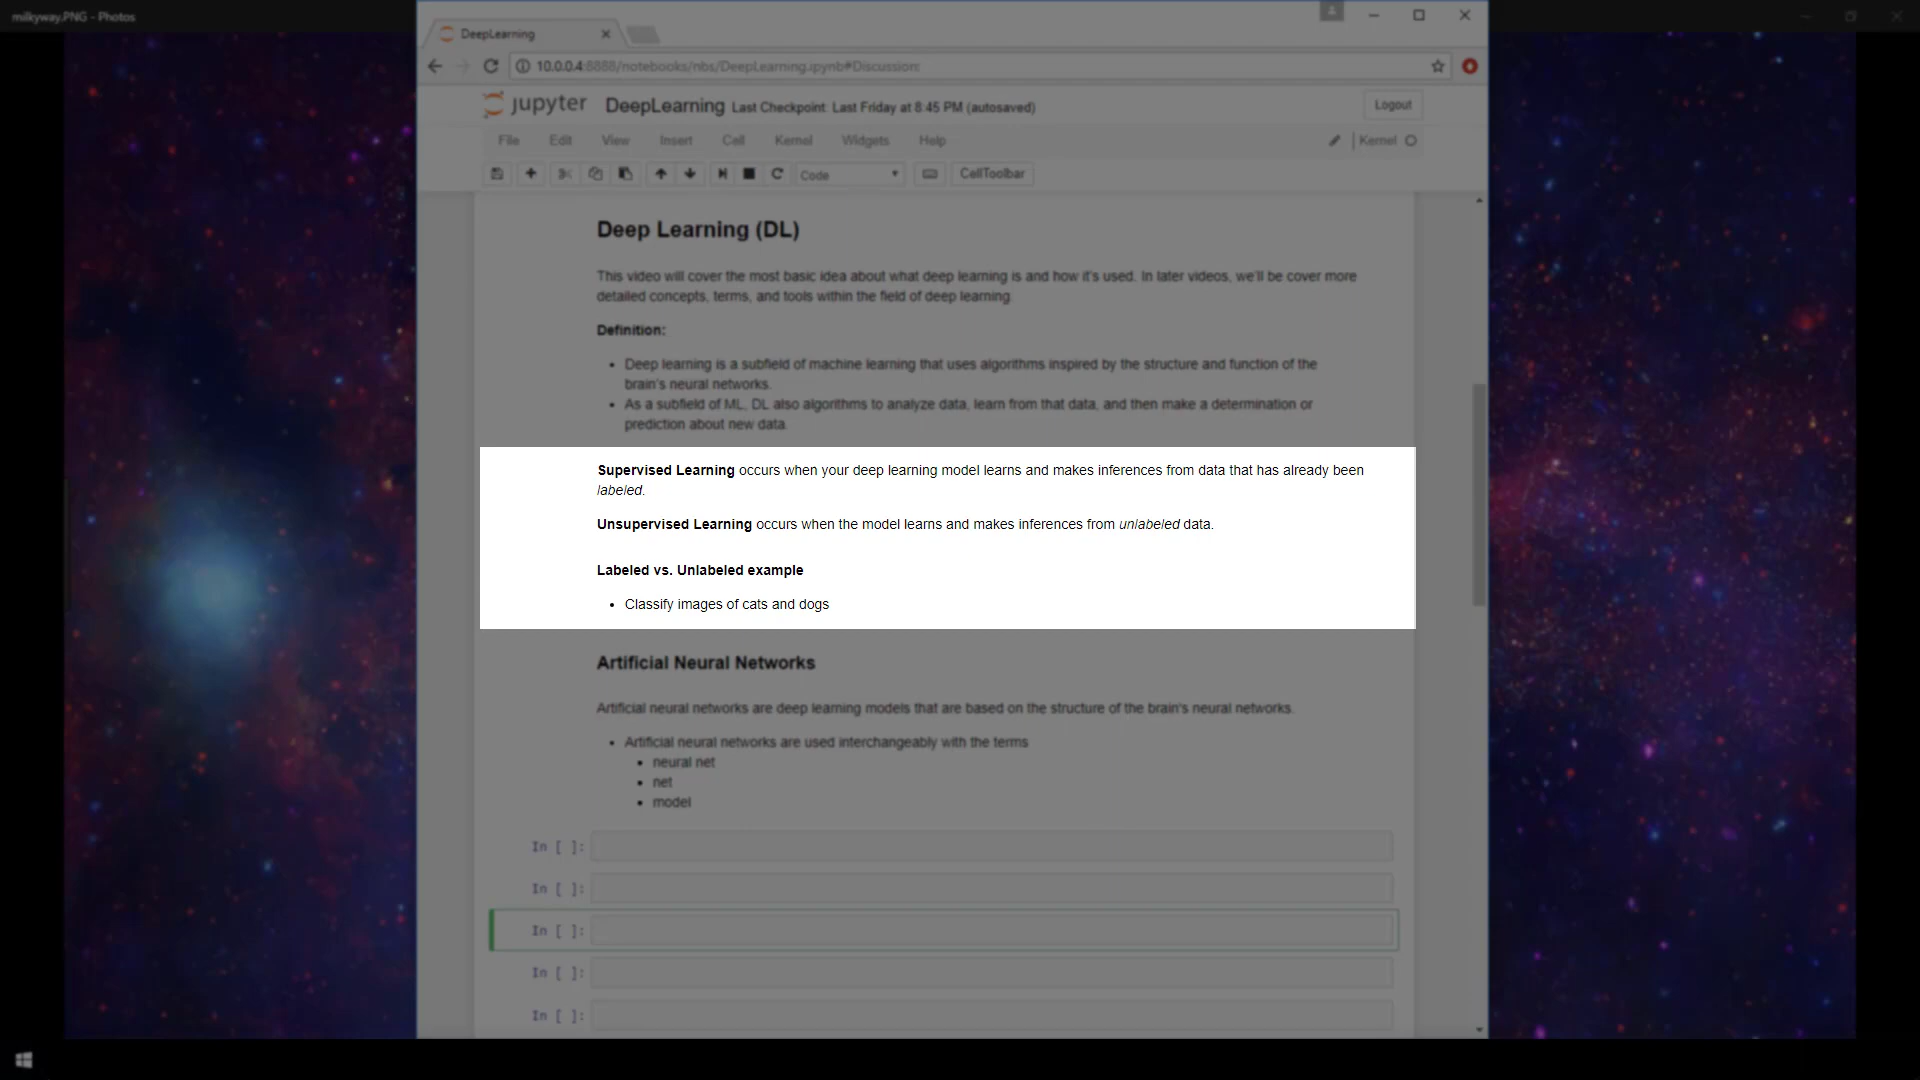 milkyway.PNG - Photos
DeepLearning
10.0.0.4:8888/notebooks/nbs/DeepLearning.ipynb#Discussion:
jupyter DeepLearning Last Checkpoint: Last Friday at 8:45 PM (autosaved)
Logout
File Edit View Insert Cell Kernel Widgets Help
Kernel
Code
CellToolbar
Deep Learning (DL)
This video will cover the most basic idea about what deep learning is and how it's used. In later videos, we'll be cover more
detailed concepts, terms, and tools within the field of deep learning
Definition:
• Deep learning is a subfield of machine learning that uses algorithms inspired by the structure and function of the
brain's neural networks.
• As a subfield of ML, DL also algorithms to analyze data, learn from that data, and then make a determination or
prediction about new data.
Supervised Learning occurs when your deep learning model learns and makes inferences from data that has already been
labeled.
Unsupervised Learning occurs when the model learns and makes inferences from unlabeled data.
Labeled vs. Unlabeled example
• Classify images of cats and dogs
Artificial Neural Networks
Artificial neural networks are deep learning models that are based on the structure of the brain's neural networks.
• Artificial neural networks are used interchangeably with the terms
• neural net
• net
• model
In [ ]:
In [ ]:
In [ ]:
In [ ]:
In [ ]: